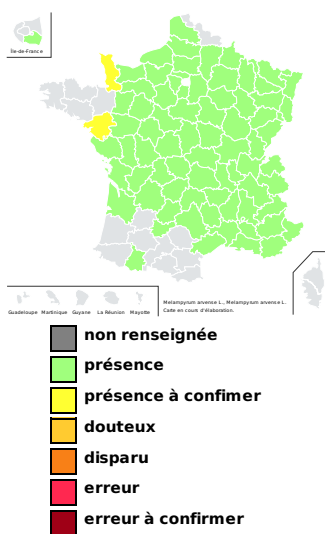 Île-de-France
Guadeloupe Martinique Guyane La Réunion Mayotte
Melampyrum arvense L., Melampyrum arvense L.
Carte en cours d'élaboration.
non renseignée
présence
présence à confimer
douteux
disparu
erreur
erreur à confirmer